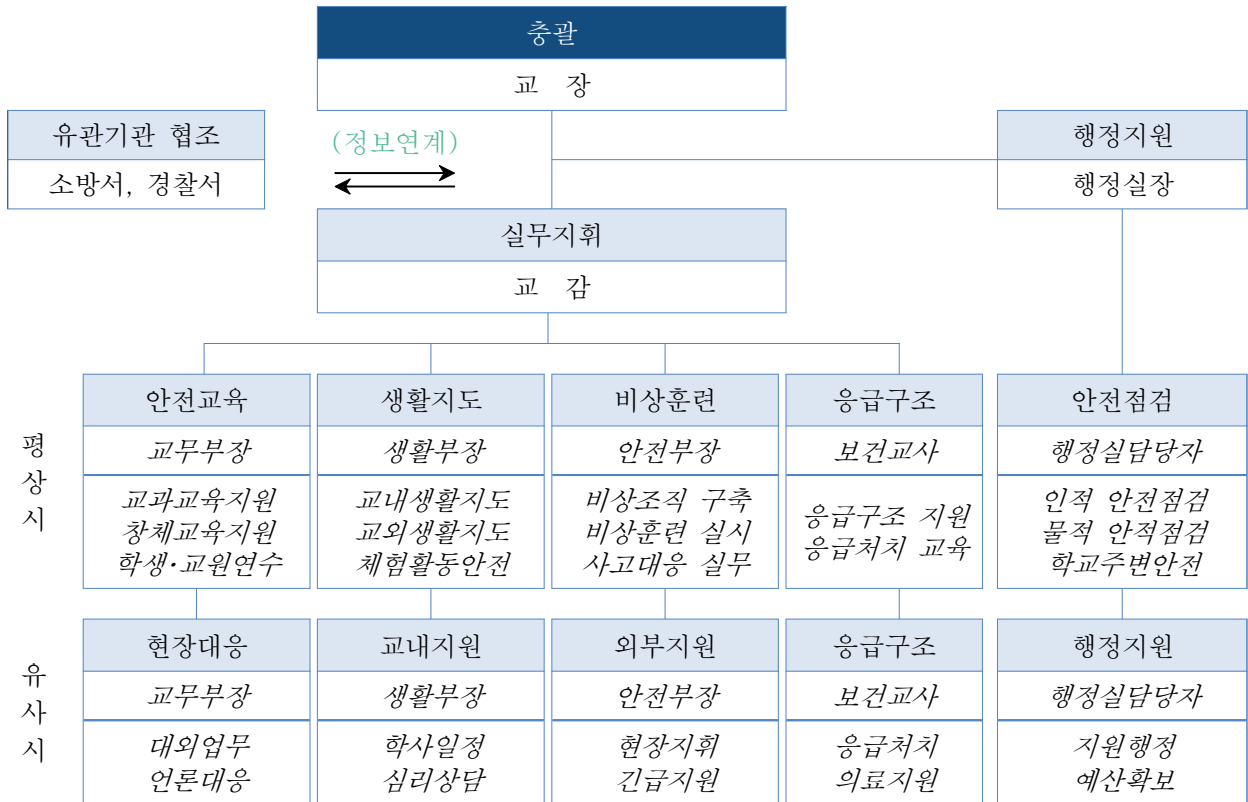 충괄
교 장
유관기관 협조
소방서, 경찰서
(정보연계)
행정지원
행정실장
실무지휘
교 감
평상시
안전교육
교무부장
교과교육지원
창체교육지원
학생·교원연수
생활지도
생활부장
교내생활지도
교외생활지도
체험활동안전
비상훈련
안전부장
비상조직 구축
비상훈련 실시
사고대응 실무
응급구조
보건교사
응급구조 지원
응급처치 교육
안전점검
행정실담당자
인적 안전점검
물적 안적점검
학교주변안전
유사시
현장대응
교무부장
대외업무
언론대응
교내지원
생활부장
학사일정
심리상담
외부지원
안전부장
현장지휘
긴급지원
응급구조
보건교사
응급처치
의료지원
행정지원
행정실담당자
지원행정
예산확보